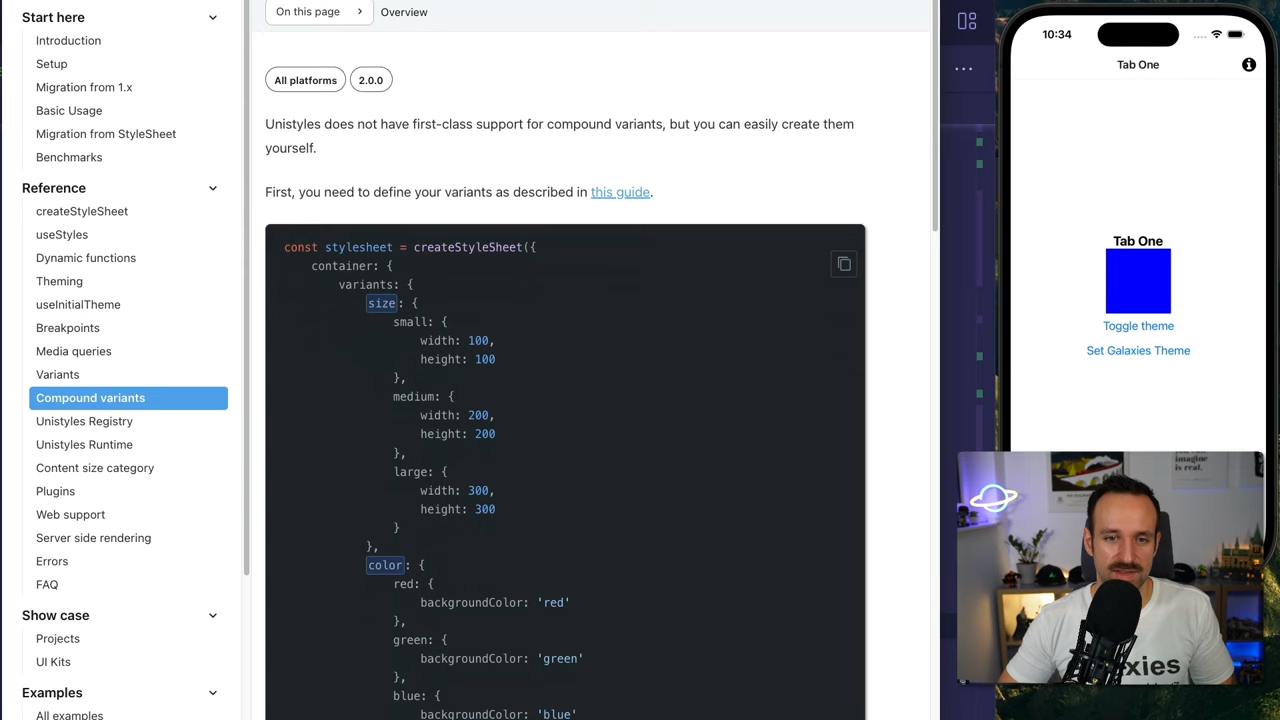 Start here
Introduction
Setup
Migration from 1.x
Basic Usage
Migration from StyleSheet
Benchmarks
Reference
createStyleSheet
useStyles
Dynamic functions
Theming
useInitialTheme
Breakpoints
Media queries
Variants
Compound variants
Unistyles Registry
Unistyles Runtime
Content size category
Plugins
Web support
Server side rendering
Errors
FAQ
Show case
Projects
UI Kits
Examples
All examples
On this page
Overview
All platforms
2.0.0
Unistyles does not have first-class support for compound variants, but you can easily create them
yourself.
First, you need to define your variants as described in this guide.
const stylesheet = createStyleSheet({
container: {
variants: {
size: {
small: {
width: 100,
height: 100
},
medium: {
width: 200,
height: 200
},
large: {
width: 300,
height: 300
}
},
color: {
red: {
backgroundColor: 'red'
},
green: {
backgroundColor: 'green'
},
blue: {
backgroundColor: 'blue'
10:34
Tab One
Tab One
Toggle theme
Set Galaxies Theme
imagine
is real.
xies